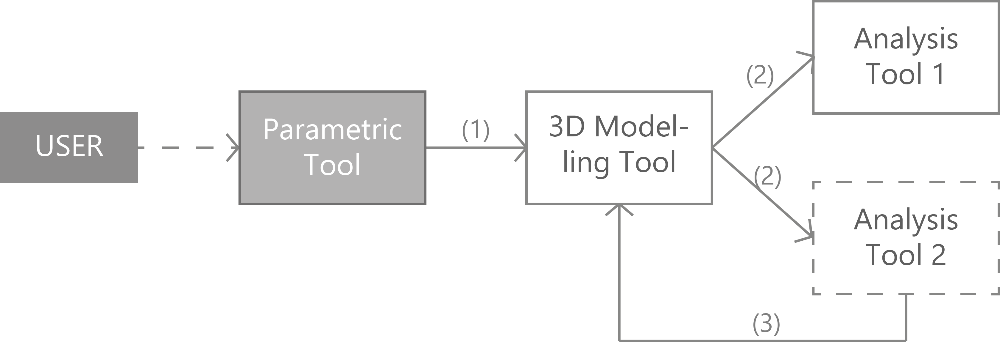 USER
Parametric
Tool
(1)
3D Model-
ling Tool
(2)
Analysis
Tool 1
(2)
Analysis
Tool 2
(3)